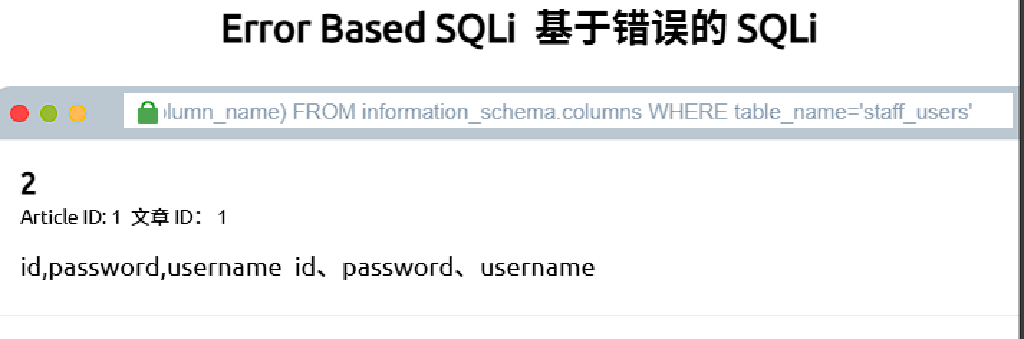 Error Based SQLi 基于错误的 SQLi
lumn_name) FROM information_schema.columns WHERE table_name='staff_users'
2
Article ID: 1 文章 ID： 1
id,password,username id、password、username